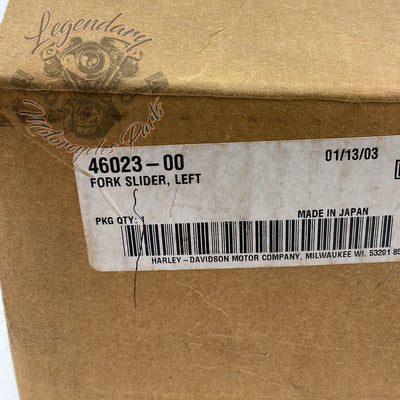 Legendary
Motorcycles Parts
46023-00
01/13/03
FORK SLIDER, LEFT
PKG QTY: 1
MADE IN JAPAN
HARLEY-DAVIDSON MOTOR COMPANY, MILWAUKEE WI. 53201